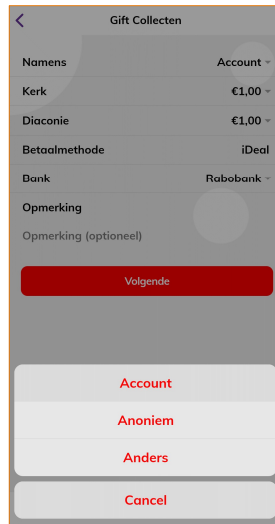 Gift Collecten
Namens Account
Kerk €1,00
Diaconie €1,00
Betaalmethode iDeal
Bank Rabobank
Opmerking
Opmerking (optioneel)
Volgende
Account
Anoniem
Anders
Cancel